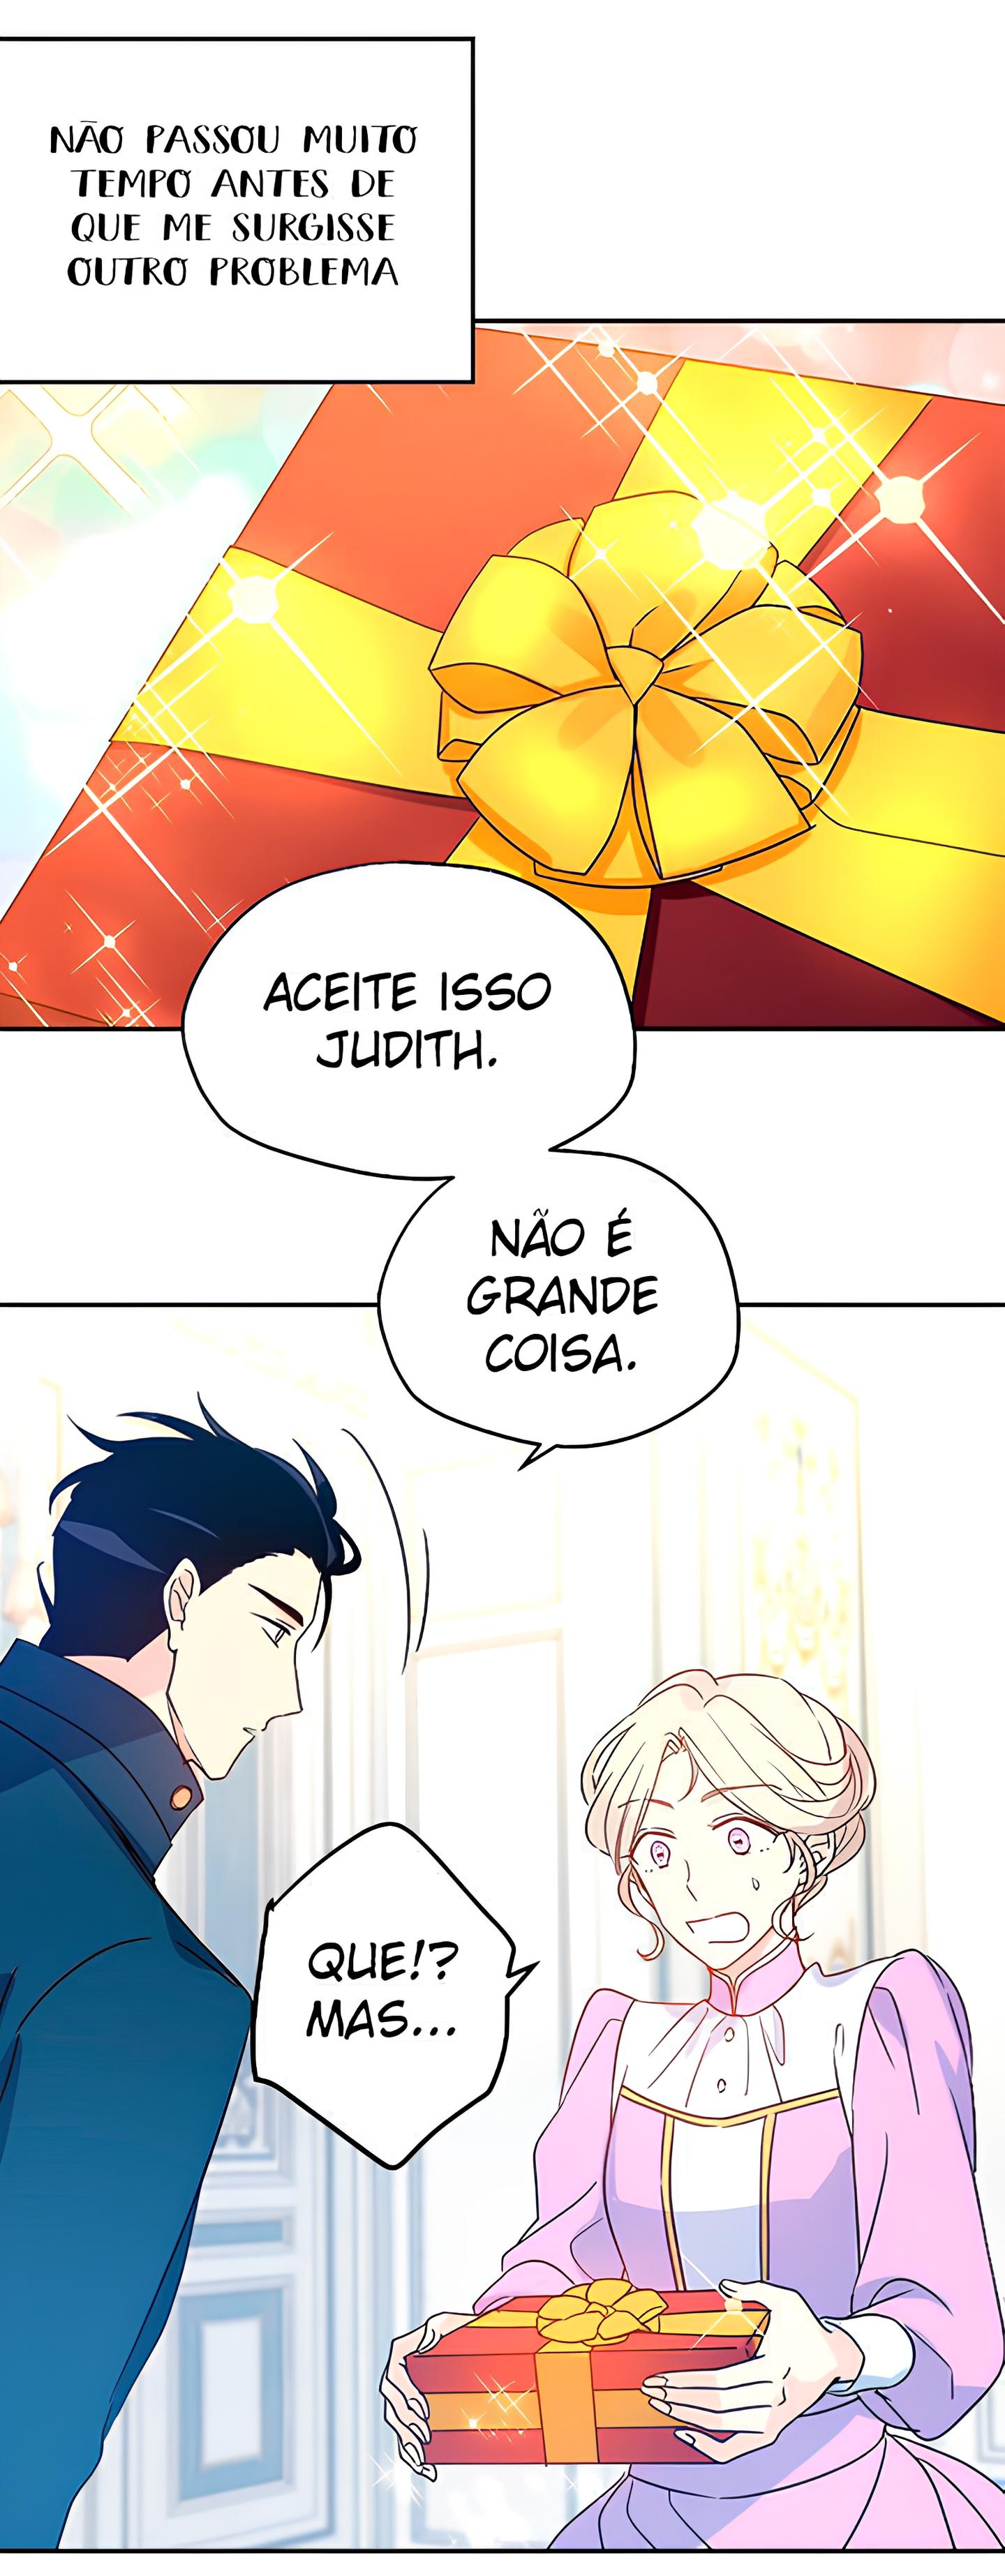 NÃO PASSOU MUITO
TEMPO ANTES DE
QUE ME SURGISSE
OUTRO PROBLEMA
ACEITE ISSO
JUDITH.
NÃO É
GRANDE
COISA.
QUE!?
MAS...